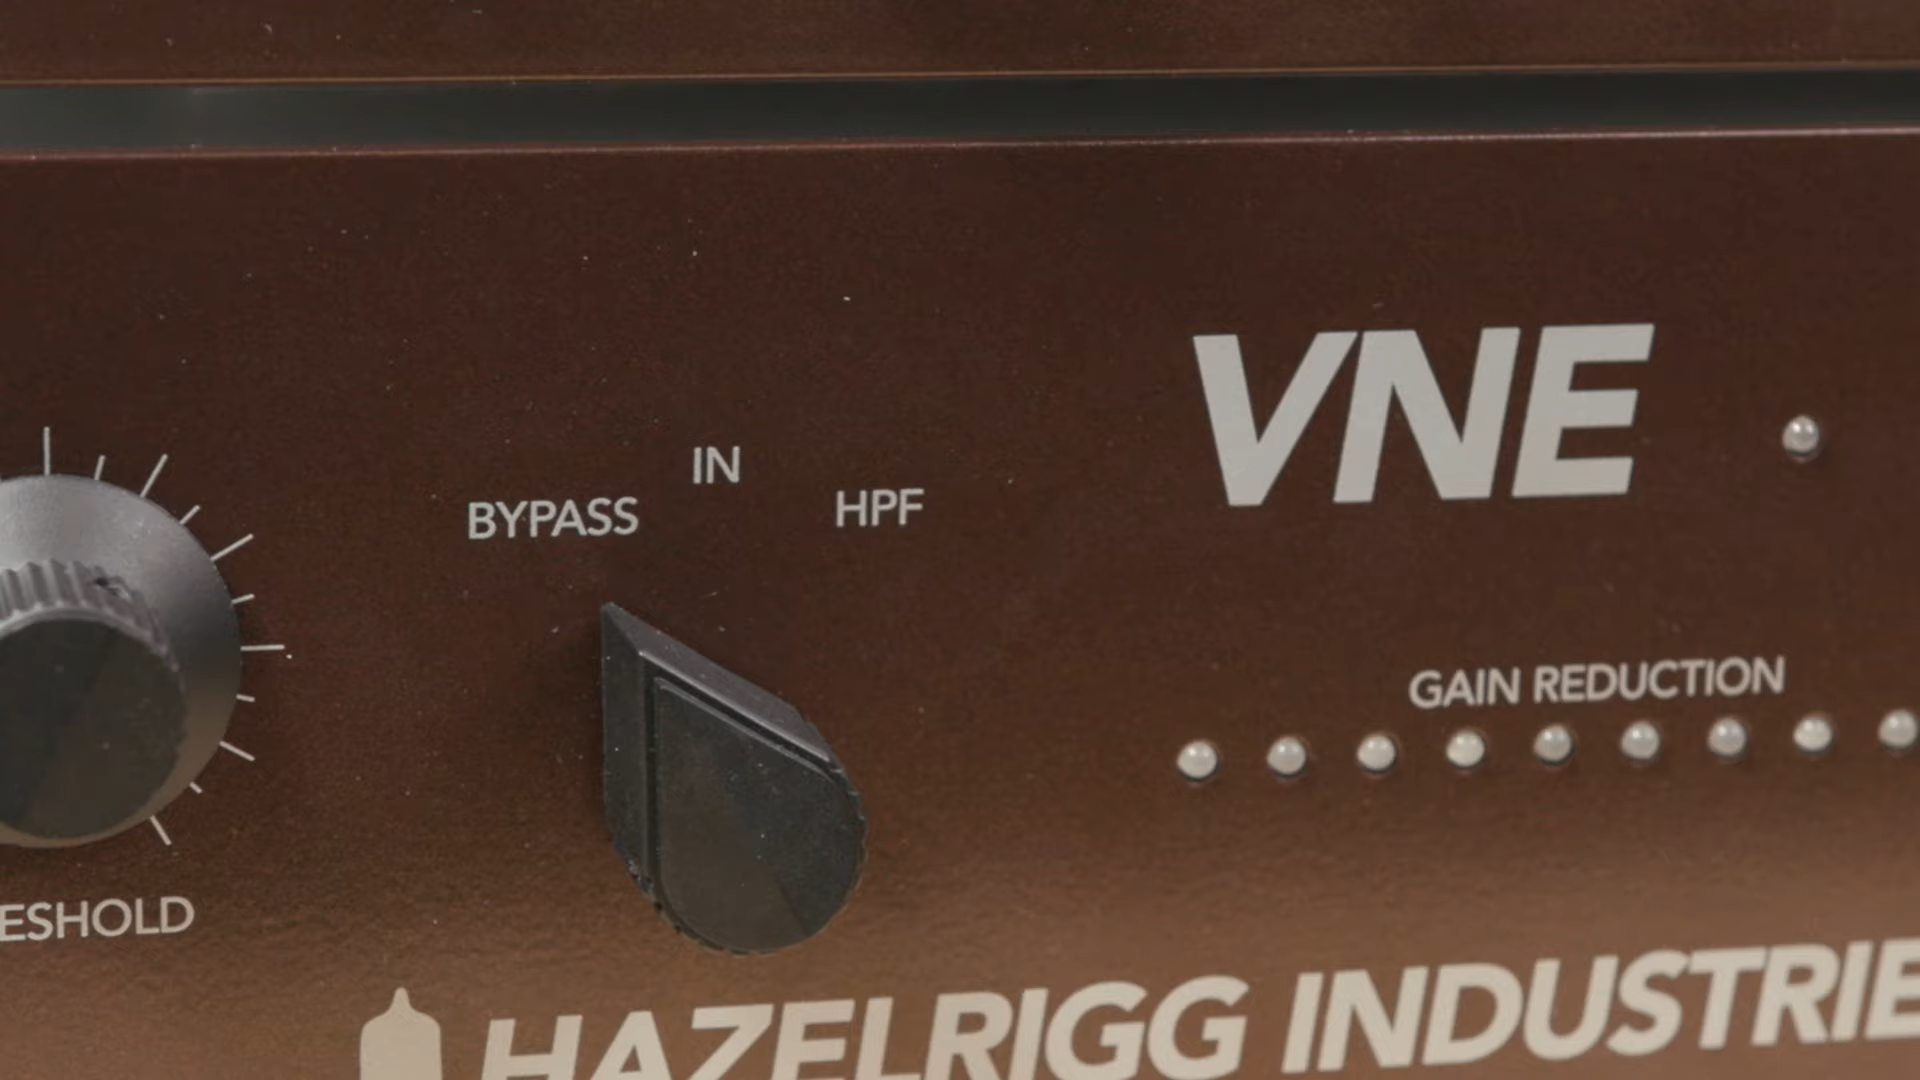 VNE
IN
BYPASS
HPF
GAIN REDUCTION
ESHOLD
HAZELRIGG INDUSTRIE